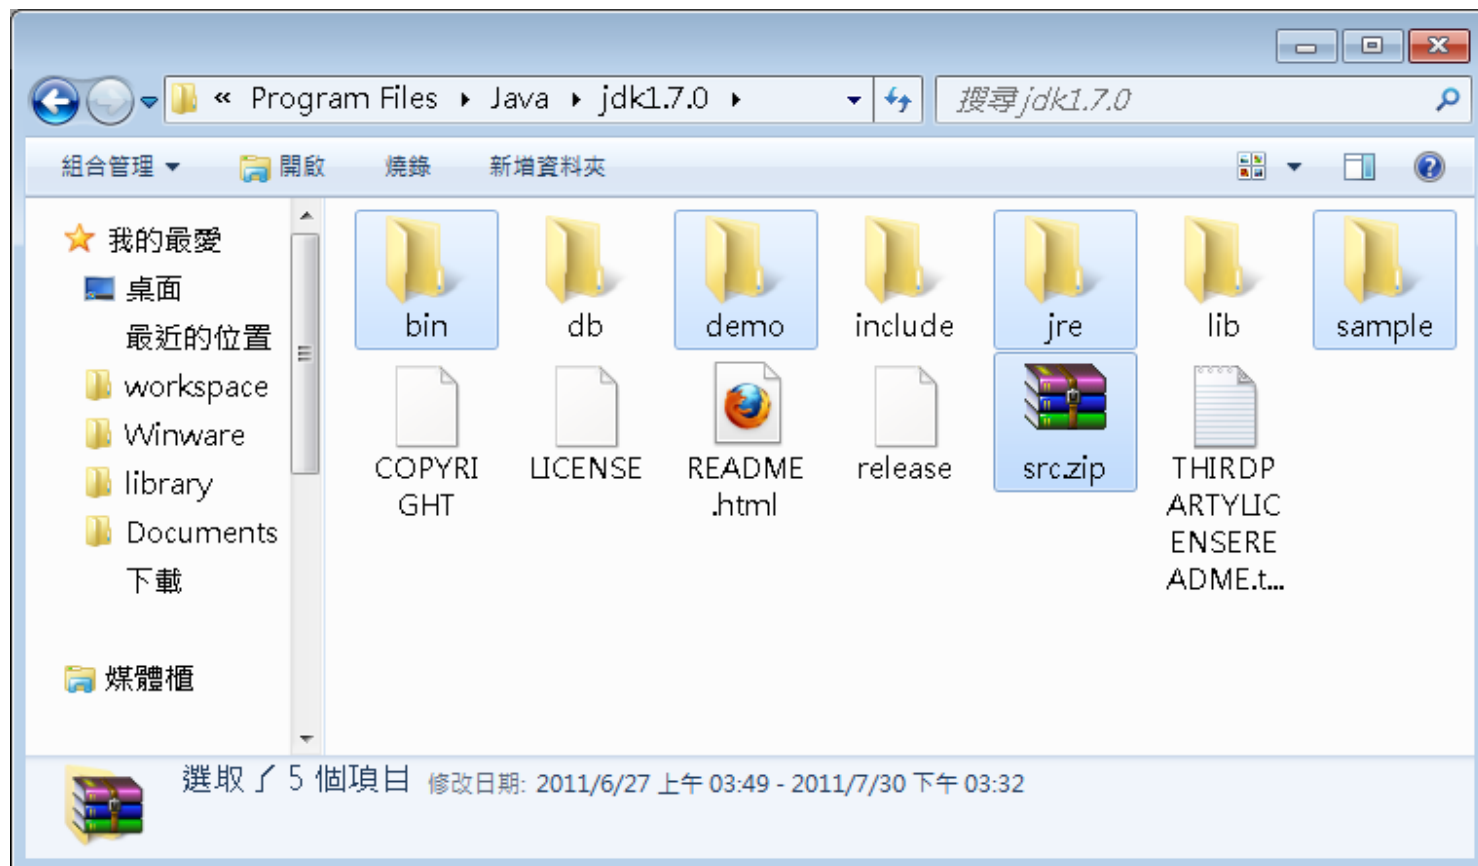 « Program Files ▸ Java ▸ jdk1.7.0 ▸ 搜尋 jdk1.7.0
組合管理 ▼ 開啟 燒錄 新增資料夾
我的最愛
桌面
最近的位置
workspace
Winware
library
Documents
下載
媒體櫃
bin db demo include jre lib sample
COPYRI LICENSE README release src.zip THIRDP
GHT .html ARTYLIC
ENSERE
ADME.t...
選取了 5 個項目 修改日期: 2011/6/27 上午 03:49 - 2011/7/30 下午 03:32